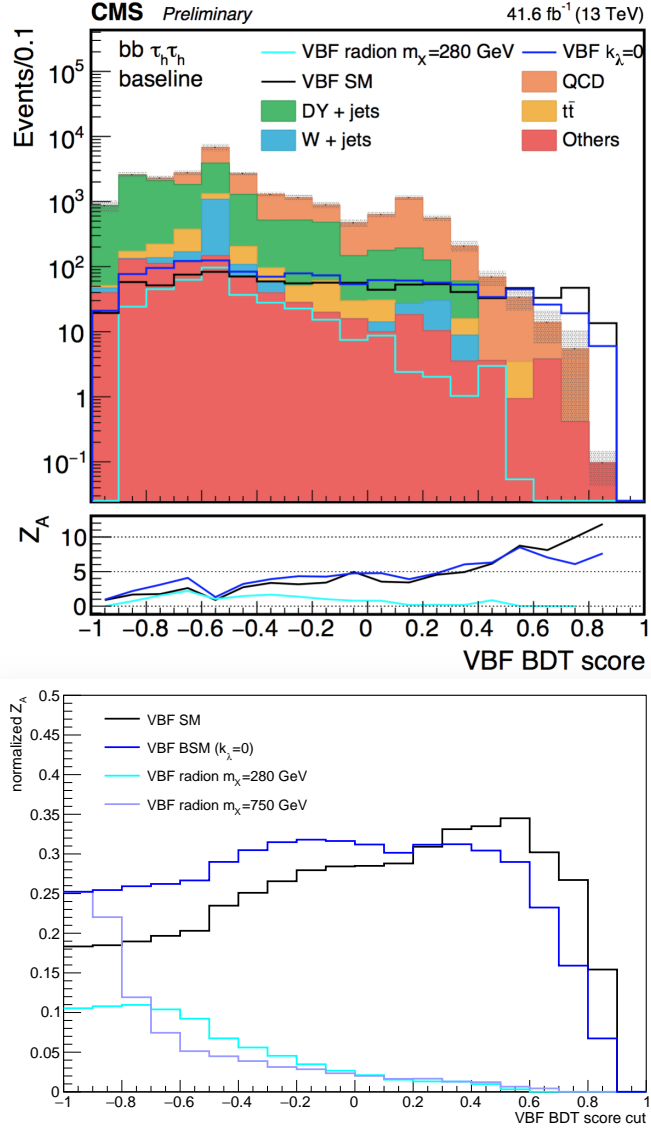 CMS Preliminary 41.6 fb⁻¹ (13 TeV)
Events/0.1
bb τₕτₕ
baseline
VBF radion mₓ=280 GeV
VBF k_λ=0
VBF SM
QCD
DY + jets
tt̄
W + jets
Others
10⁵
10⁴
10³
10²
10
1
10⁻¹
Z_A
10
5
0
−1 −0.8 −0.6 −0.4 −0.2 0 0.2 0.4 0.6 0.8 1
VBF BDT score
normalized Z_A
0.5
0.45
0.4
0.35
0.3
0.25
0.2
0.15
0.1
0.05
0
VBF SM
VBF BSM (k_λ=0)
VBF radion mₓ=280 GeV
VBF radion mₓ=750 GeV
−1 −0.8 −0.6 −0.4 −0.2 0 0.2 0.4 0.6 0.8 1
VBF BDT score cut